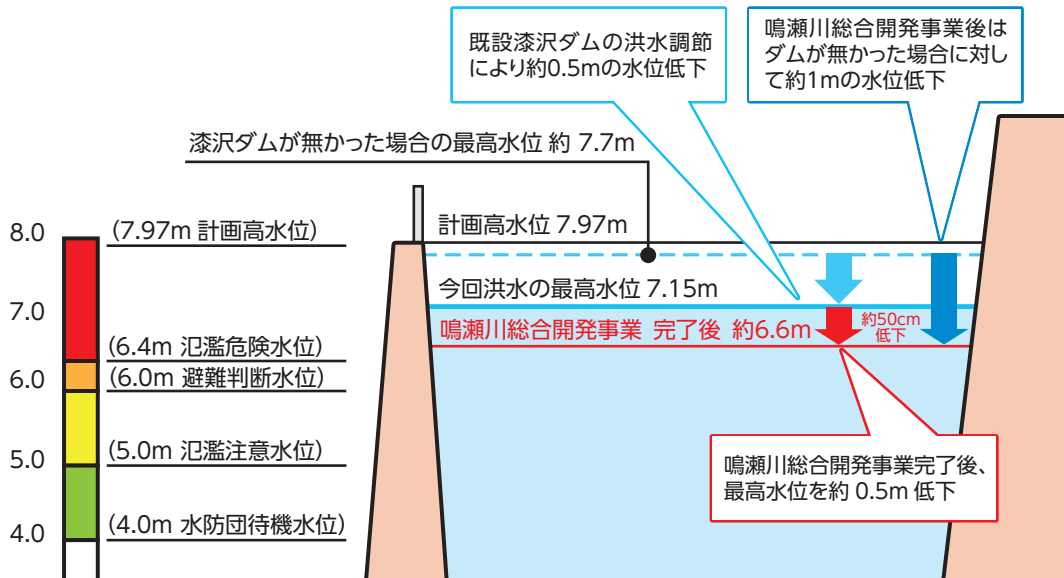 既設漆沢ダムの洪水調節
により約0.5mの水位低下
鳴瀬川総合開発事業後は
ダムが無かった場合に対し
て約1mの水位低下
漆沢ダムが無かった場合の最高水位 約 7.7m
8.0
(7.97m 計画高水位)
計画高水位 7.97m
今回洪水の最高水位 7.15m
7.0
鳴瀬川総合開発事業 完了後 約6.6m
約50cm
低下
(6.4m 氾濫危険水位)
6.0
(6.0m 避難判断水位)
5.0
(5.0m 氾濫注意水位)
鳴瀬川総合開発事業完了後、
最高水位を約 0.5m 低下
4.0
(4.0m 水防団待機水位)